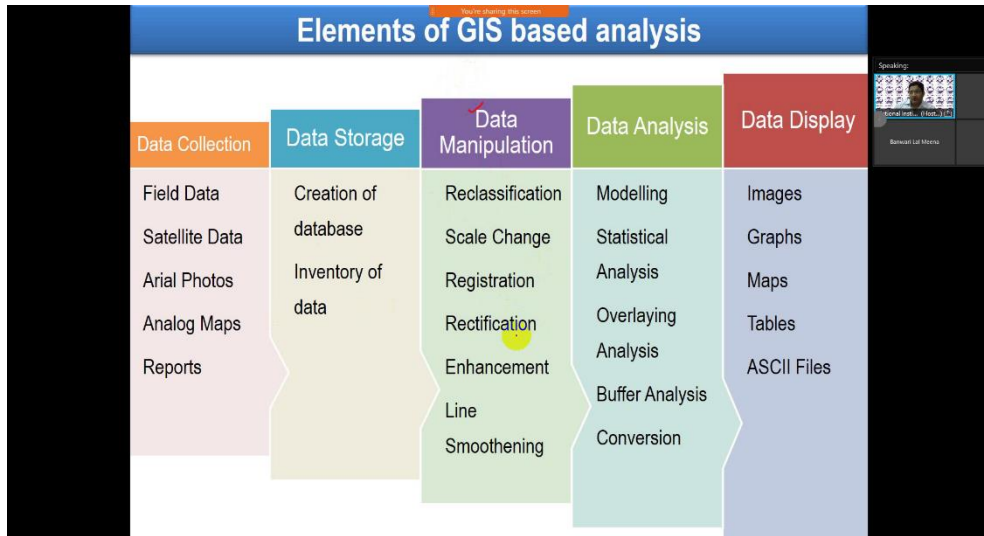 You're sharing this screen
Elements of GIS based analysis
Speaking:
tional Insti... (Host...)
Banwari Lal Meena
Data Collection
Field Data
Satellite Data
Arial Photos
Analog Maps
Reports
Data Storage
Creation of
database
Inventory of
data
Data
Manipulation
Reclassification
Scale Change
Registration
Rectification
Enhancement
Line
Smoothening
Data Analysis
Modelling
Statistical
Analysis
Overlaying
Analysis
Buffer Analysis
Conversion
Data Display
Images
Graphs
Maps
Tables
ASCII Files